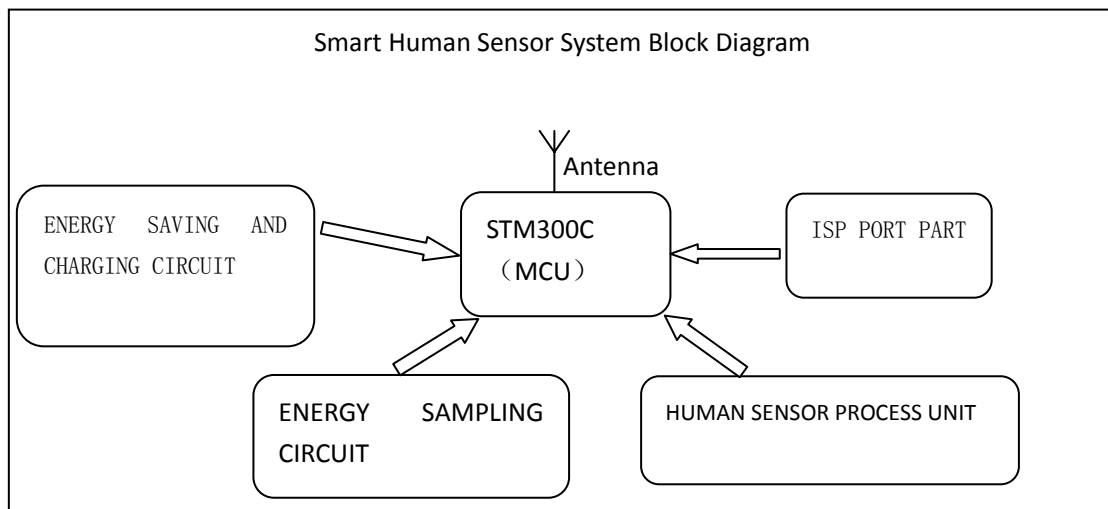 Smart Human Sensor System Block Diagram
Antenna
ENERGY SAVING AND
CHARGING CIRCUIT
STM300C
（MCU）
ISP PORT PART
ENERGY SAMPLING
CIRCUIT
HUMAN SENSOR PROCESS UNIT